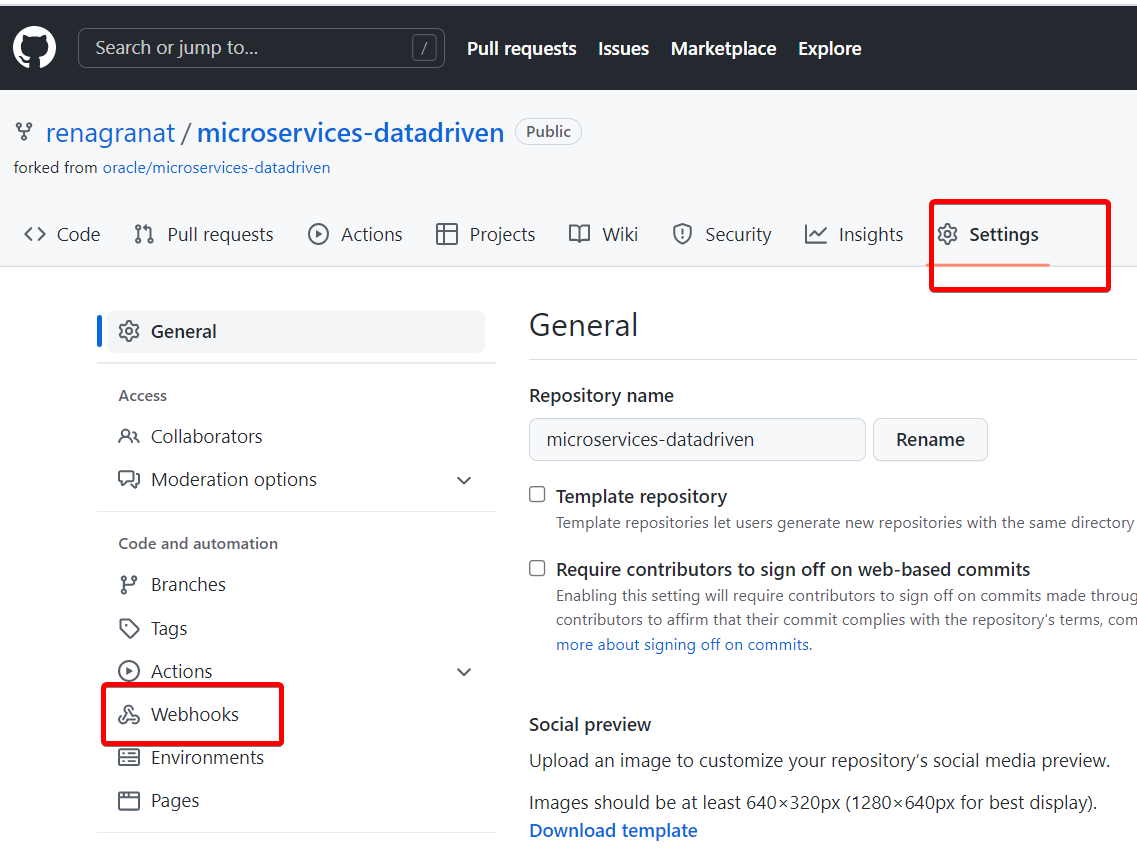 Search or jump to... /
Pull requests Issues Marketplace Explore
renagranat / microservices-datadriven Public
forked from oracle/microservices-datadriven
Code Pull requests Actions Projects Wiki Security Insights Settings
General
Access
Collaborators
Moderation options
Code and automation
Branches
Tags
Actions
Webhooks
Environments
Pages
General
Repository name
microservices-datadriven Rename
Template repository
Template repositories let users generate new repositories with the same directory
Require contributors to sign off on web-based commits
Enabling this setting will require contributors to sign off on commits made throug
contributors to affirm that their commit complies with the repository's terms, com
more about signing off on commits.
Social preview
Upload an image to customize your repository’s social media preview.
Images should be at least 640×320px (1280×640px for best display).
Download template